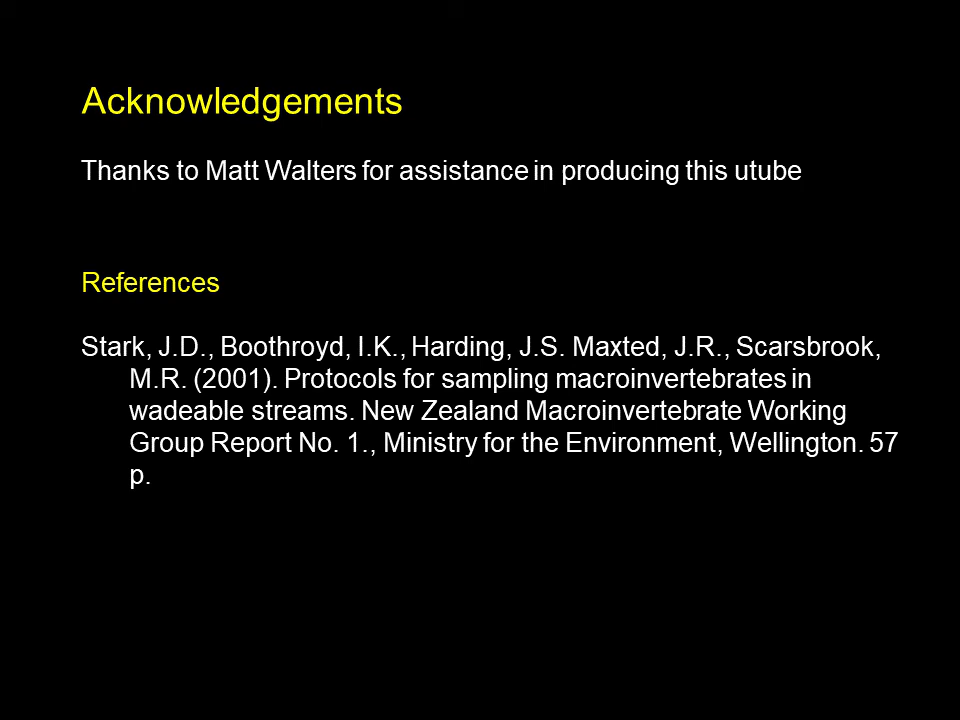 Acknowledgements
Thanks to Matt Walters for assistance in producing this utube
References
Stark, J.D., Boothroyd, I.K., Harding, J.S. Maxted, J.R., Scarsbrook,
M.R. (2001). Protocols for sampling macroinvertebrates in
wadeable streams. New Zealand Macroinvertebrate Working
Group Report No. 1., Ministry for the Environment, Wellington. 57
p.